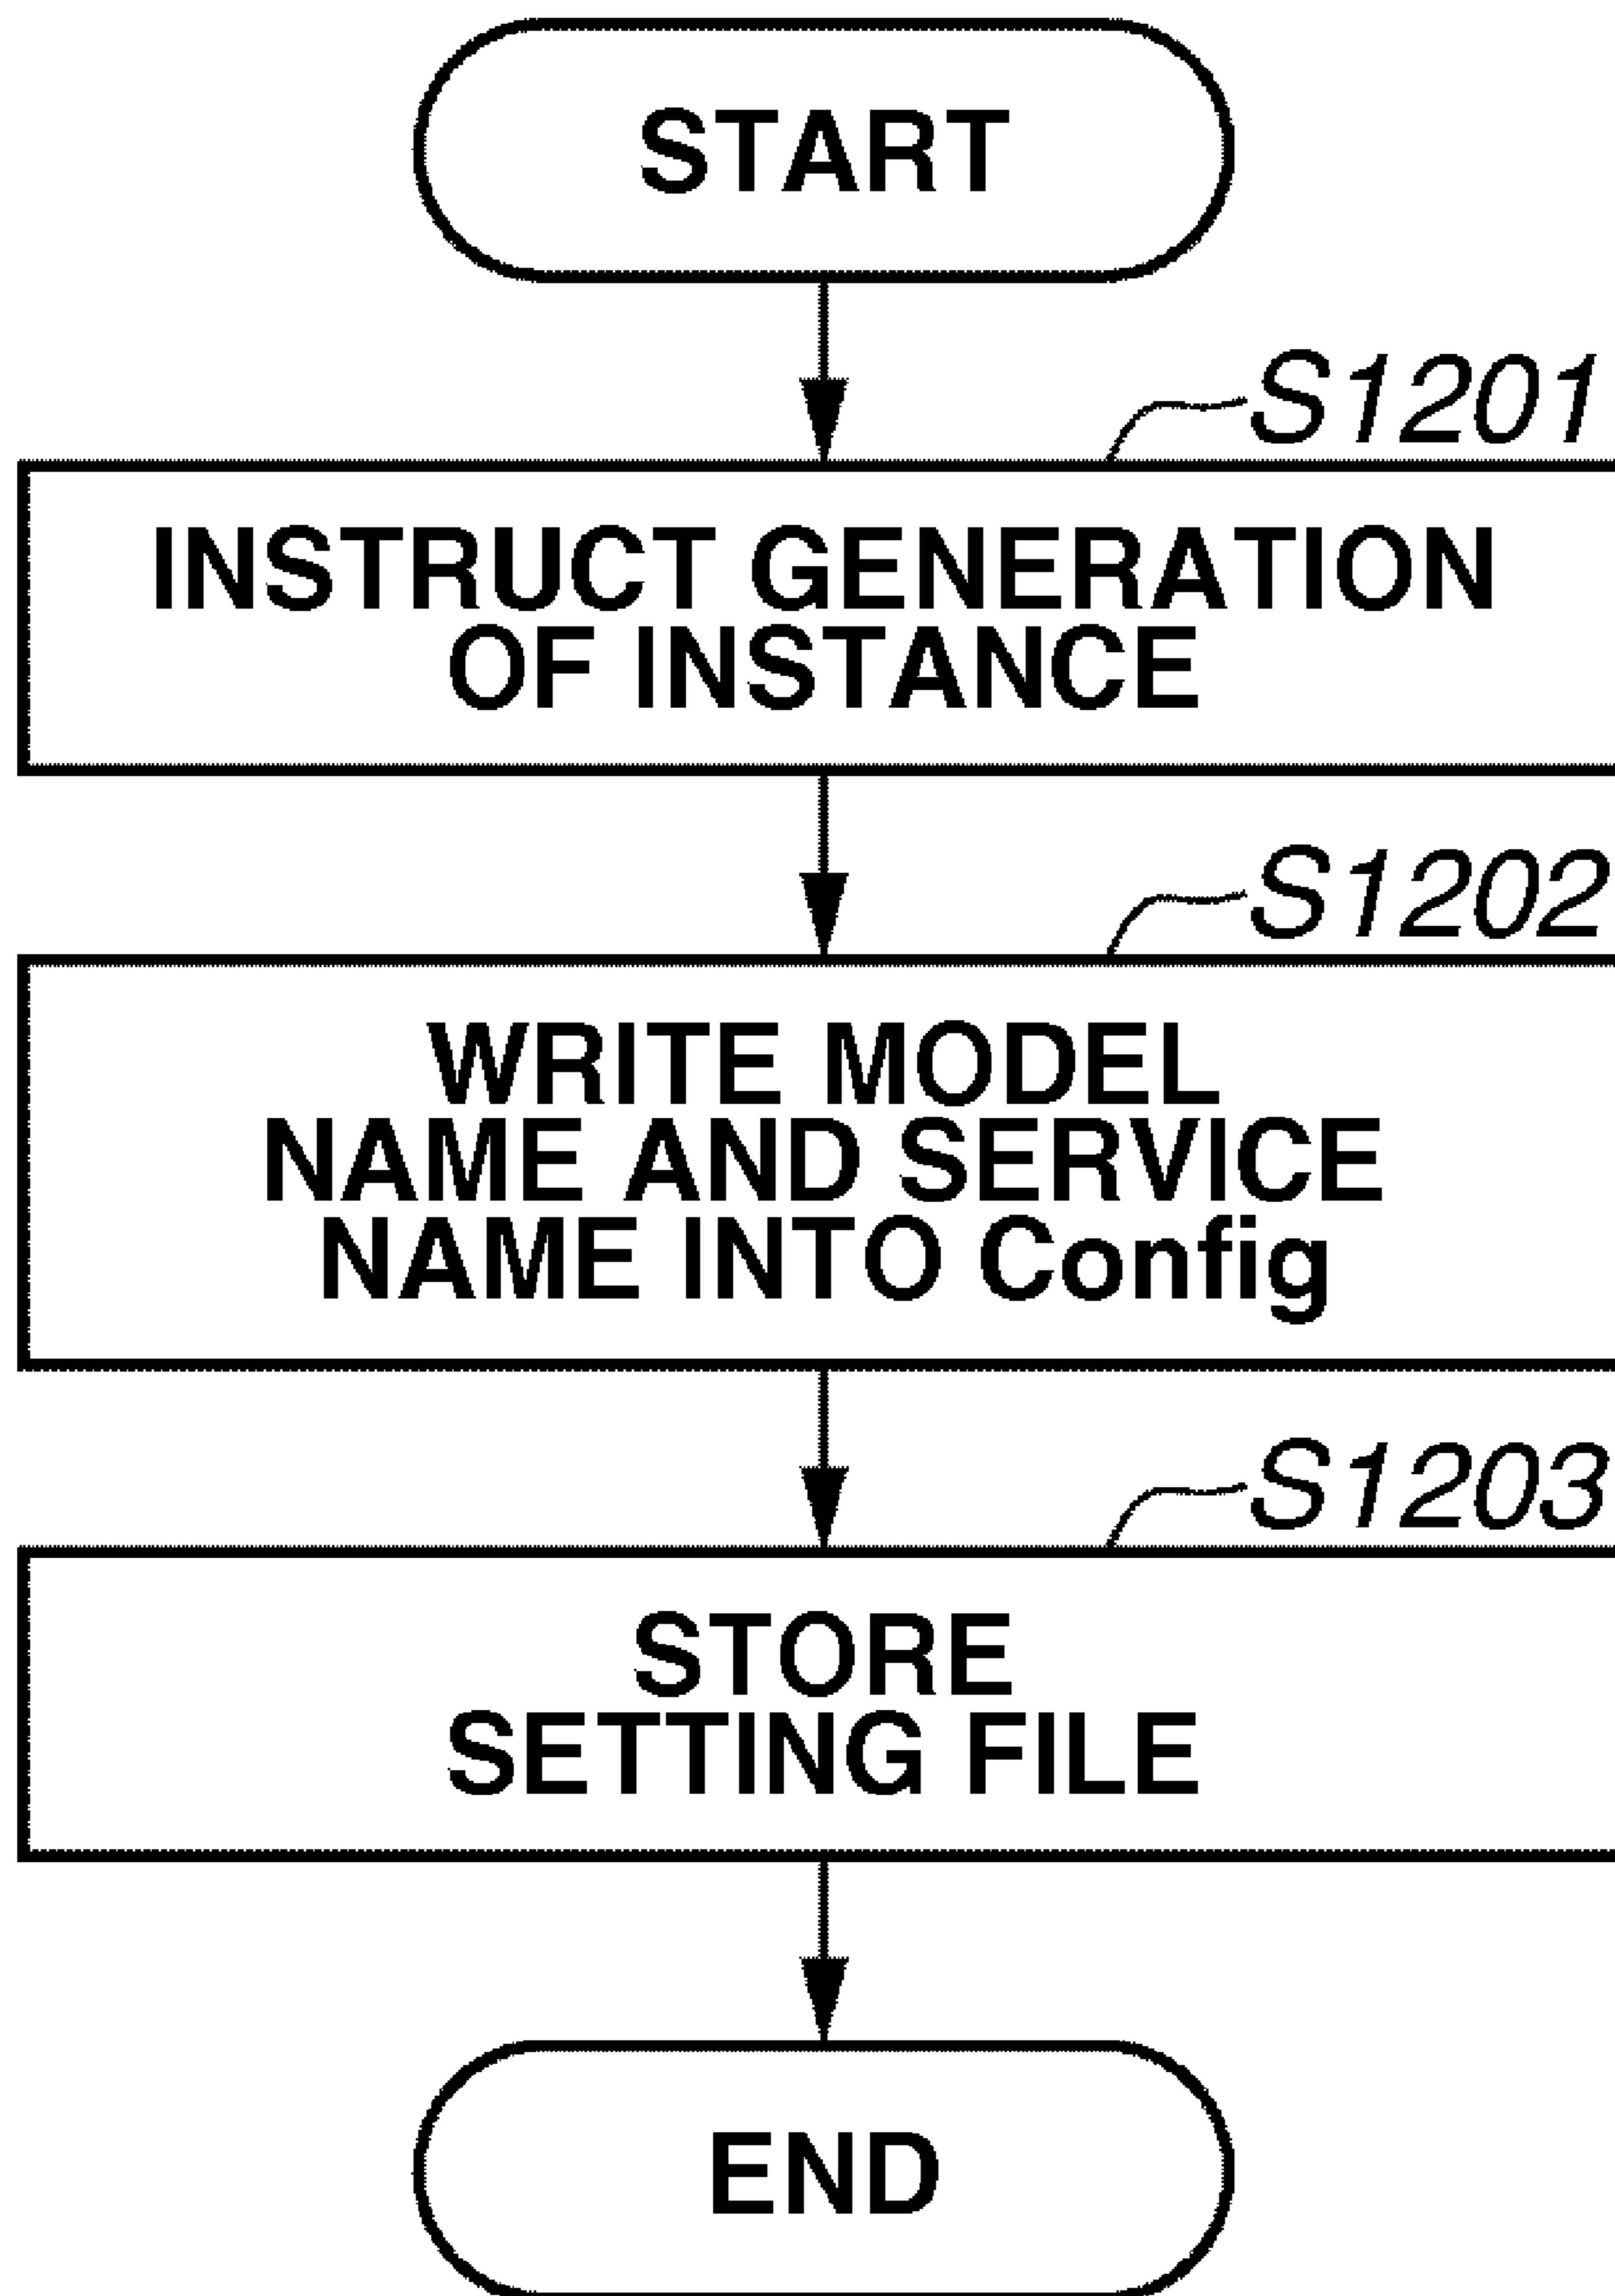 START
S1201
INSTRUCT GENERATION
OF INSTANCE
S1202
WRITE MODEL
NAME AND SERVICE
NAME INTO Config
S1203
STORE
SETTING FILE
END